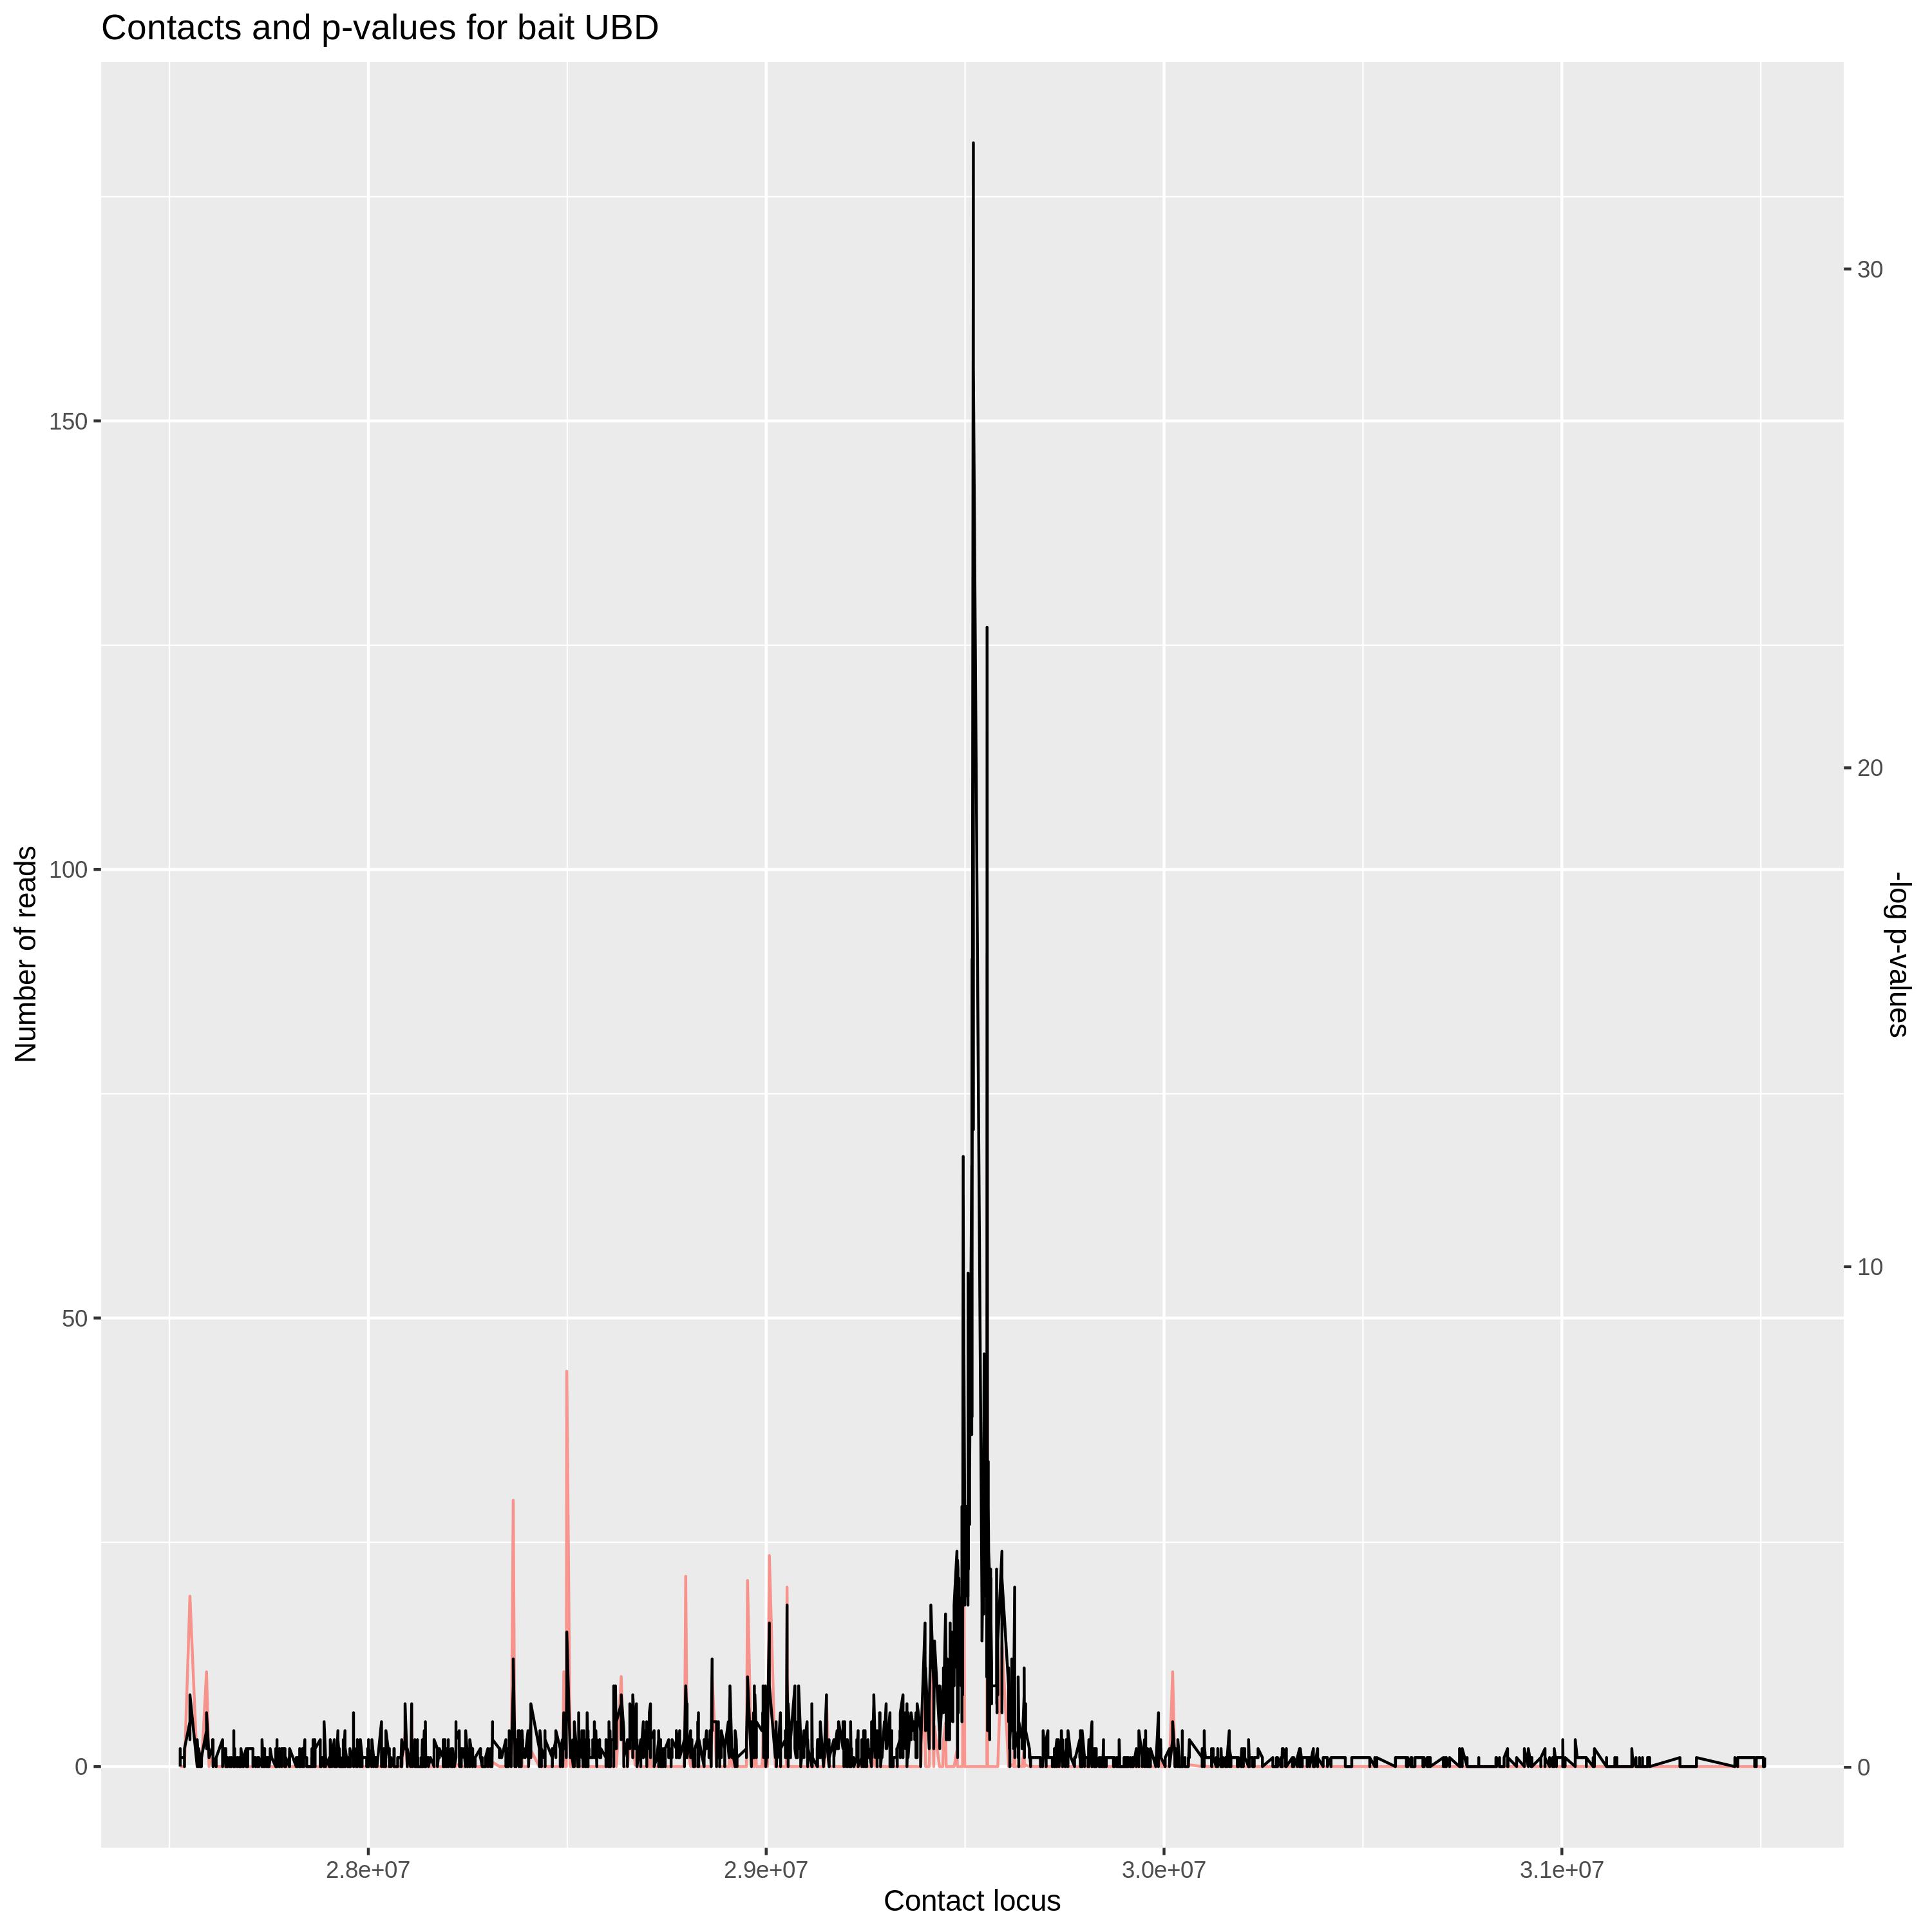 Contacts and p-values for bait UBD
Number of reads
150
100
50
0
30
20
10
0
-log p-values
2.8e+07
2.9e+07
3.0e+07
3.1e+07
Contact locus